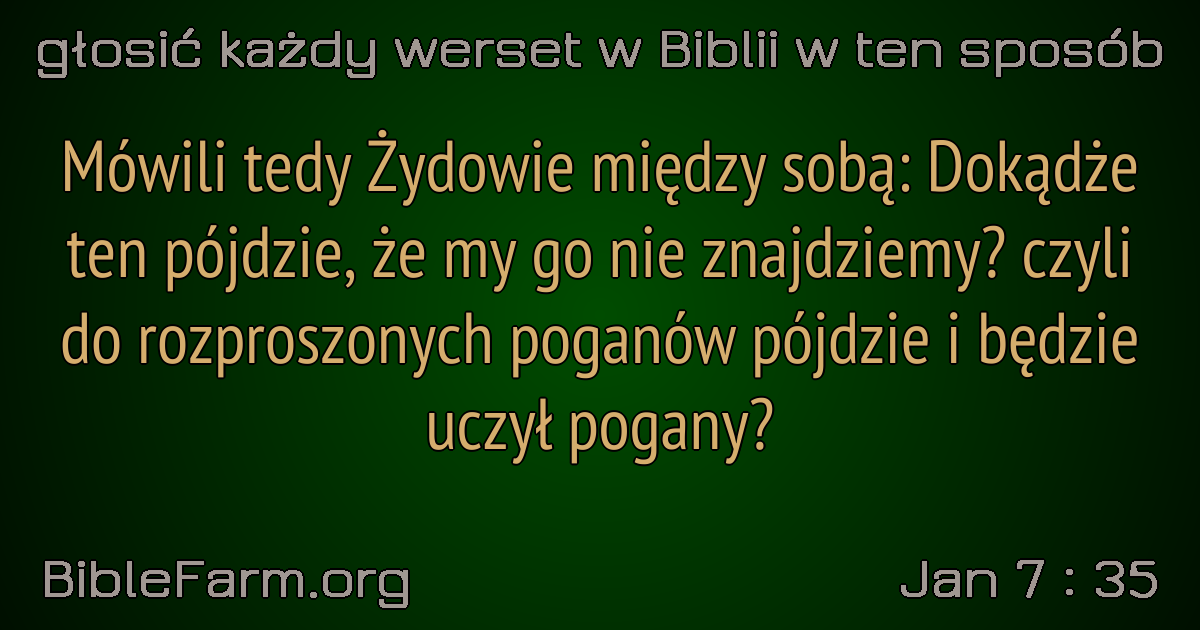 głosić każdy werset w Biblii w ten sposób
Mówili tedy Żydowie między sobą: Dokądże
ten pójdzie, że my go nie znajdziemy? czyli
do rozproszonych poganów pójdzie i będzie
uczył pogany?
BibleFarm.org
Jan 7 : 35